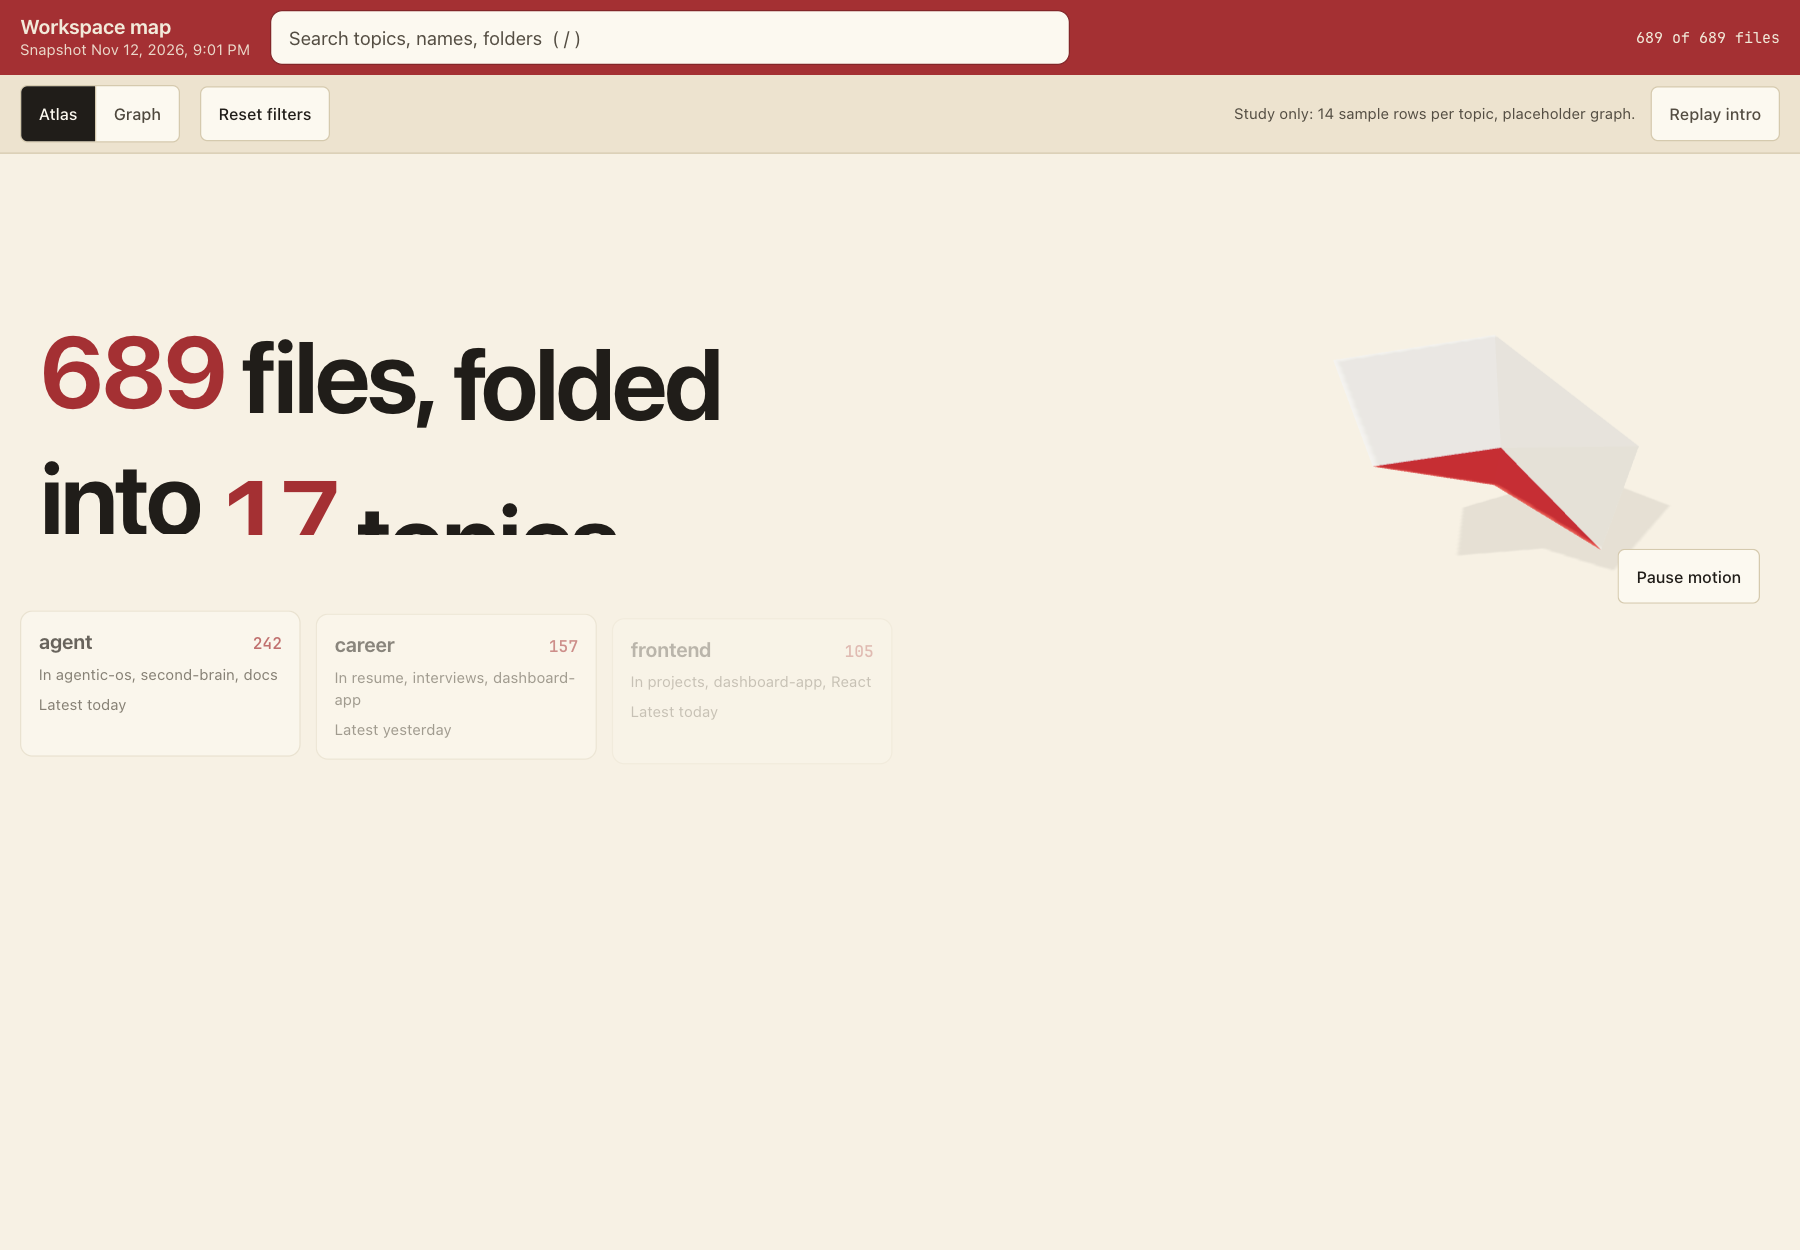 Workspace map
Snapshot Nov 12, 2026, 9:01 PM
Search topics, names, folders ( / )
689 of 689 files
Atlas
Graph
Reset filters
Study only: 14 sample rows per topic, placeholder graph.
Replay intro
689 files, folded
into 17 topics
Pause motion
agent
242
In agentic-os, second-brain, docs
Latest today
career
157
In resume, interviews, dashboard-
app
Latest yesterday
frontend
105
In projects, dashboard-app, React
Latest today